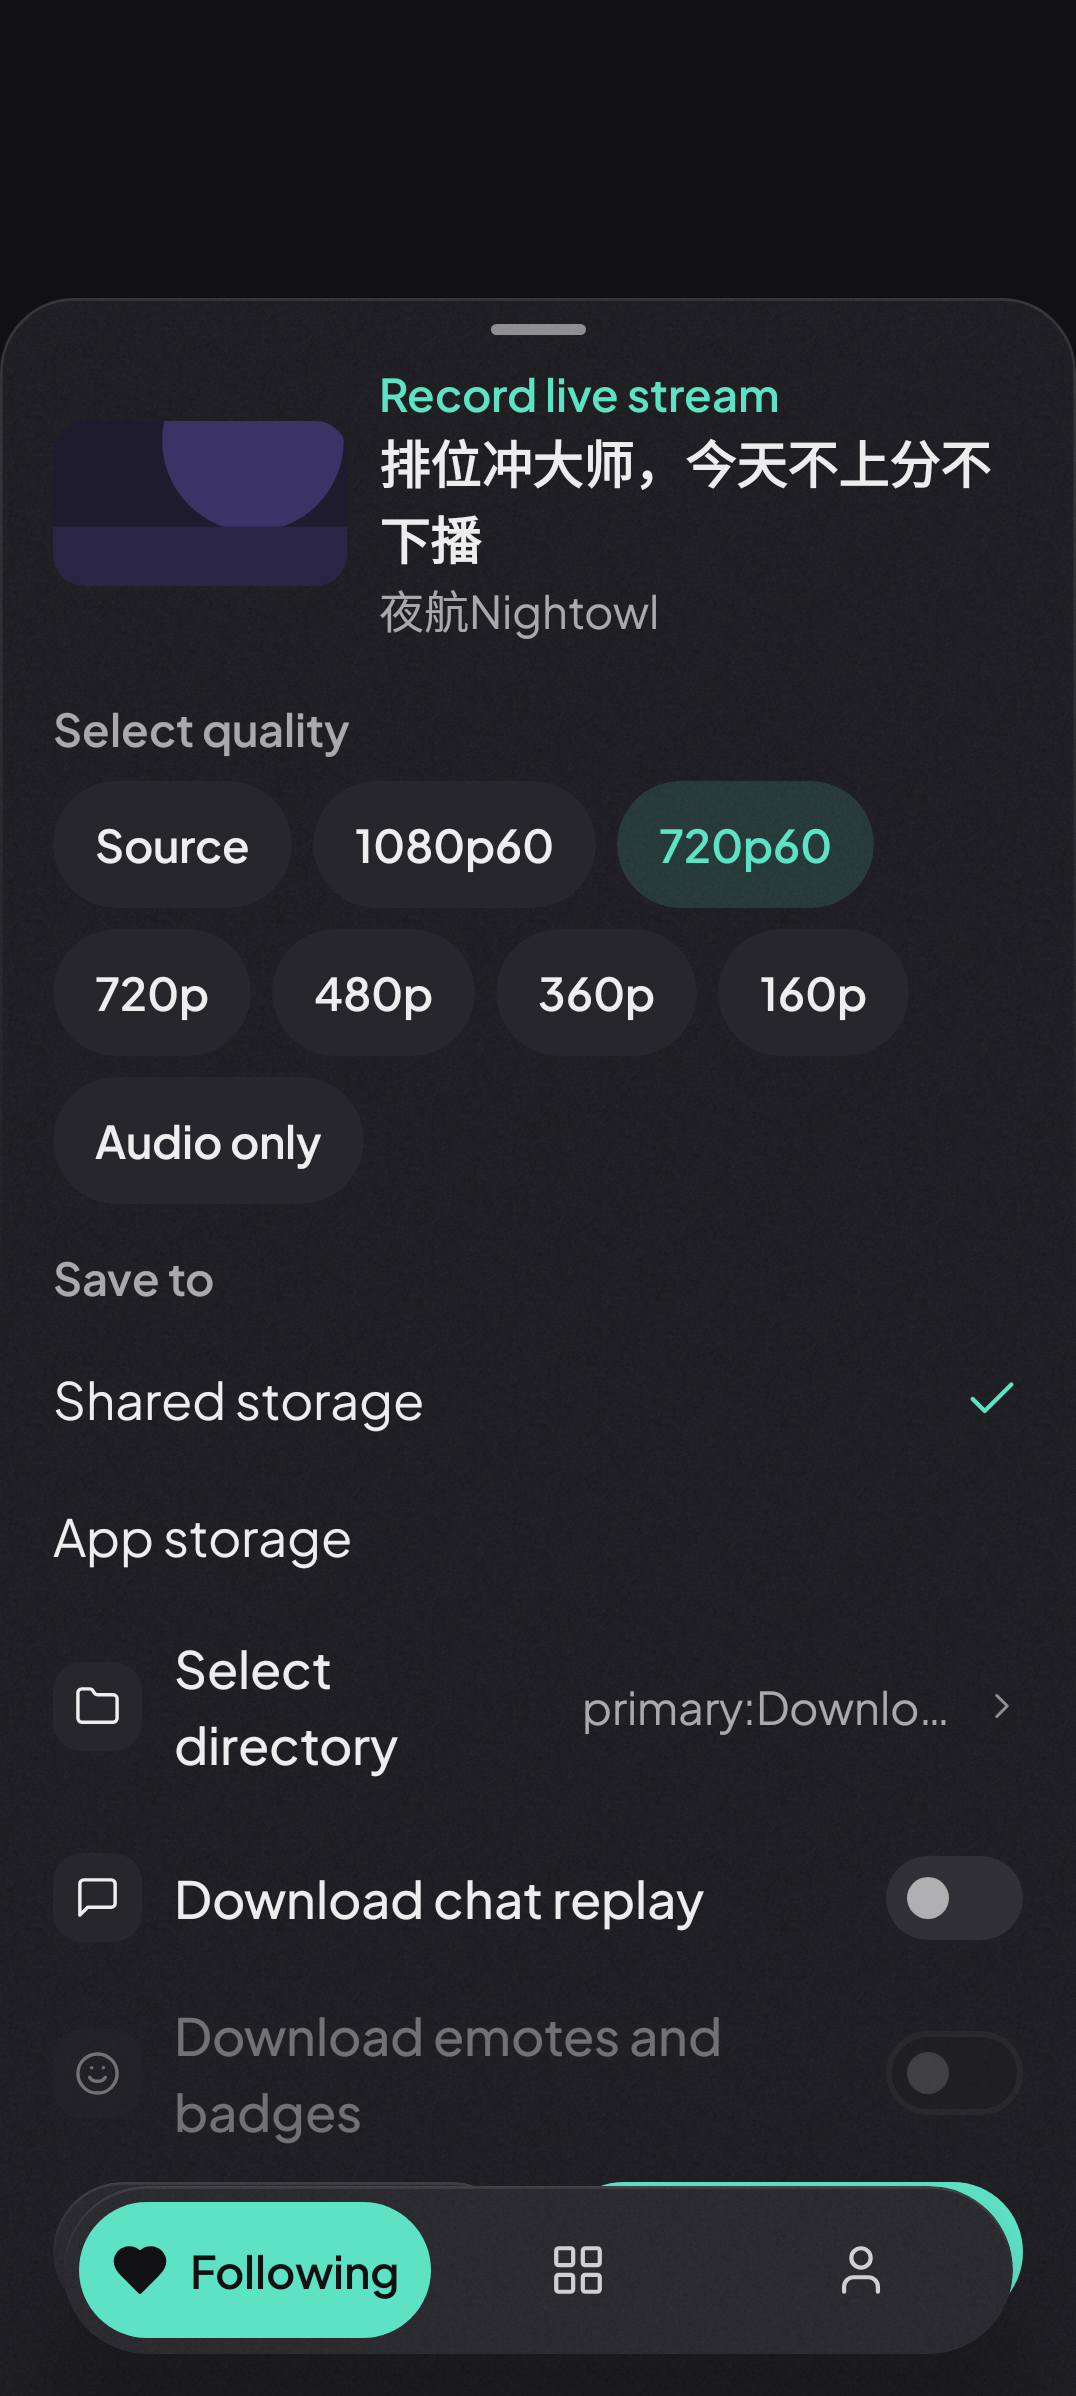 Record live stream
排位冲大师，今天不上分不
下播
夜航Nightowl
Select quality
Source
1080p60
720p60
720p
480p
360p
160p
Audio only
Save to
Shared storage
App storage
Select
directory
primary:Downlo...
Download chat replay
Download emotes and
badges
Following